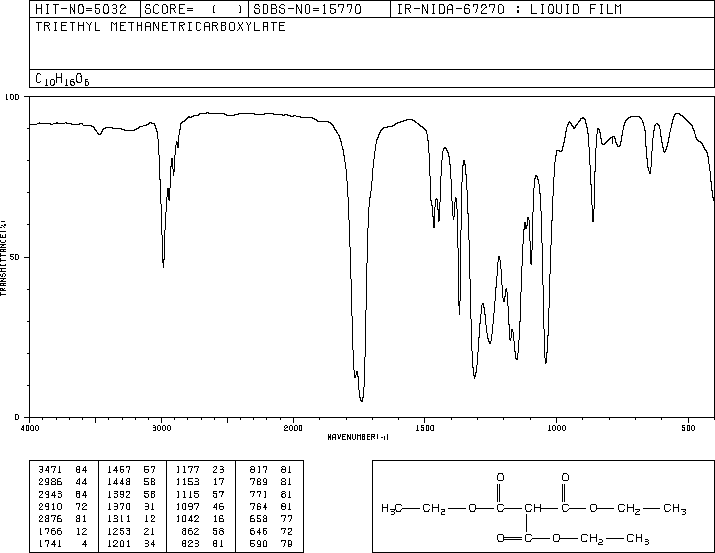 HIT-NO=5032 SCORE= ( ) SDBS-NO=15770 IR-NIDA-67270 : LIQUID FILM
TRIETHYL METHANETRICARBOXYLATE
C10H16O6
100
50
0
TRANSMITTANCE(%)
4000 3000 2000 1500 1000 500
WAVENUMBER(-1)
3471 84 1467 57 1177 23 817 81
2986 44 1448 58 1153 17 789 81
2943 64 1392 58 1115 57 771 81
2910 72 1370 31 1097 46 764 81
2876 81 1311 12 1042 16 658 77
1766 12 1253 21 862 58 646 72
1741 4 1201 34 823 81 590 79
O O
H3C CH2 O CH O CH2 CH3
O O CH2 CH3